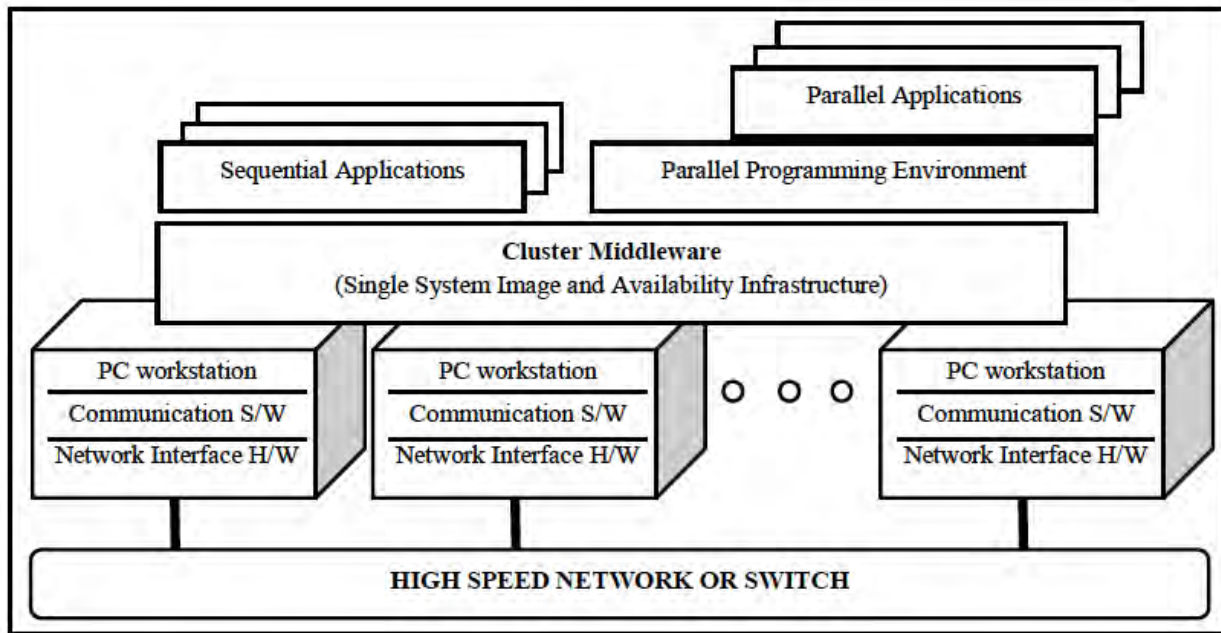 Parallel Applications
Sequential Applications
Parallel Programming Environment
Cluster Middleware
(Single System Image and Availability Infrastructure)
PC workstation
Communication S/W
Network Interface H/W
PC workstation
Communication S/W
Network Interface H/W
PC workstation
Communication S/W
Network Interface H/W
HIGH SPEED NETWORK OR SWITCH